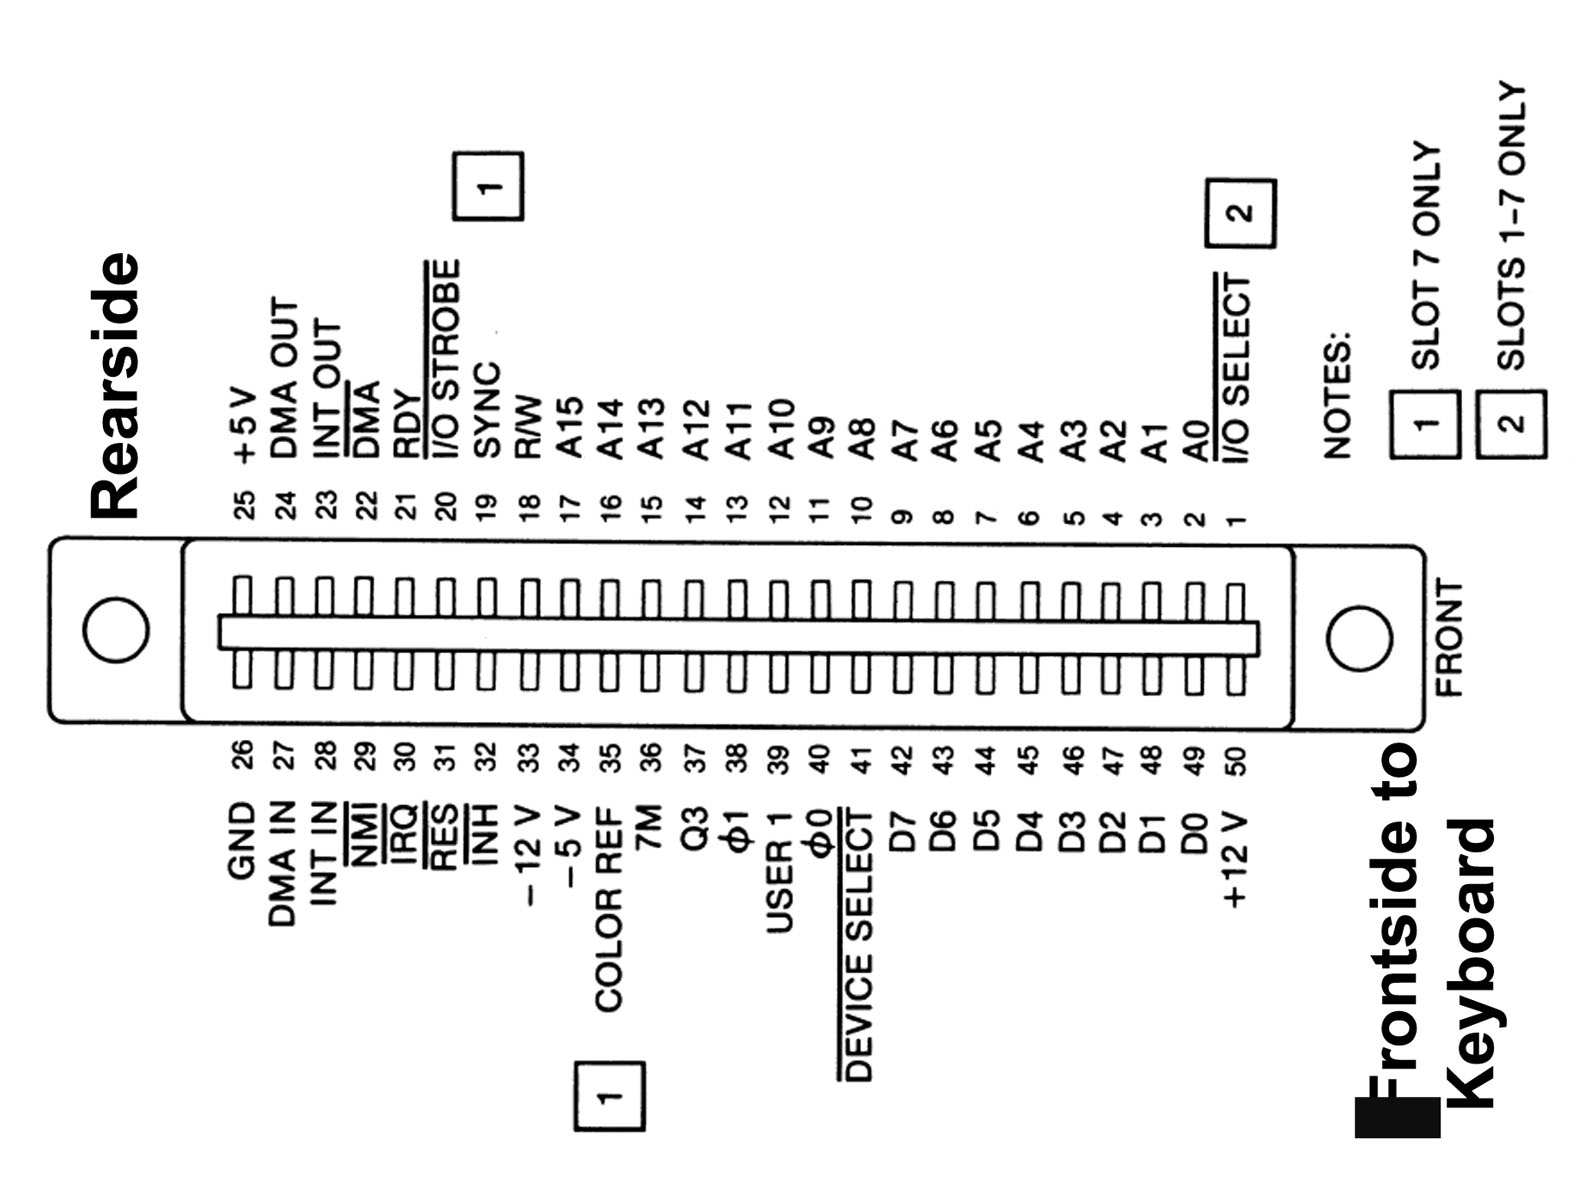 Rearside
25 +5V
24 DMA OUT
23 INT OUT
22 DMA
21 RDY
20 I/O STROBE
19 SYNC 1
18 R/W
17 A15
16 A14
15 A13
14 A12
13 A11
12 A10
11 A9
10 A8
9 A7
8 A6
7 A5
6 A4
5 A3
4 A2
3 A1
2 A0
1 I/O SELECT 2
GND 26
DMA IN 27
INT IN 28
NMI 29
IRQ 30
RES 31
INH 32
–12 V 33
–5 V 34
1 COLOR REF 35
7M 36
Q3 37
ϕ1 38
USER 1 39
ϕ0 40
DEVICE SELECT 41
D7 42
D6 43
D5 44
D4 45
D3 46
D2 47
D1 48
D0 49
+12 V 50
FRONT
Frontside to
Keyboard
NOTES:
1 SLOT 7 ONLY
2 SLOTS 1–7 ONLY